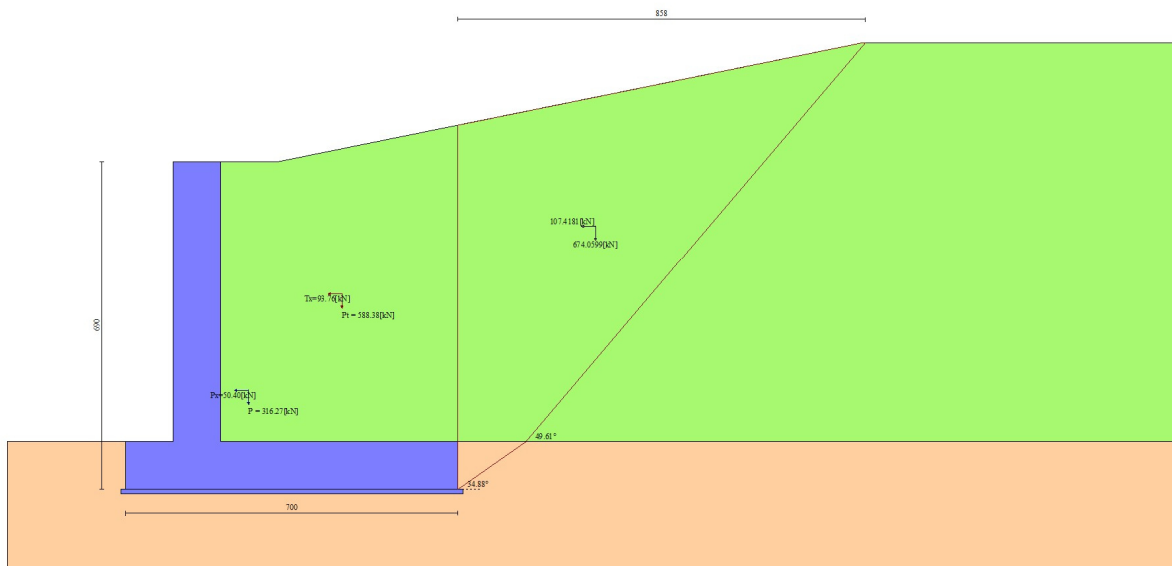 858
107.4181[kN]
674.0599[kN]
Tx=93.76[kN]
Pt = 588.38[kN]
690
Px=50.40[kN]
P = 316.27[kN]
49.61°
34.88°
700